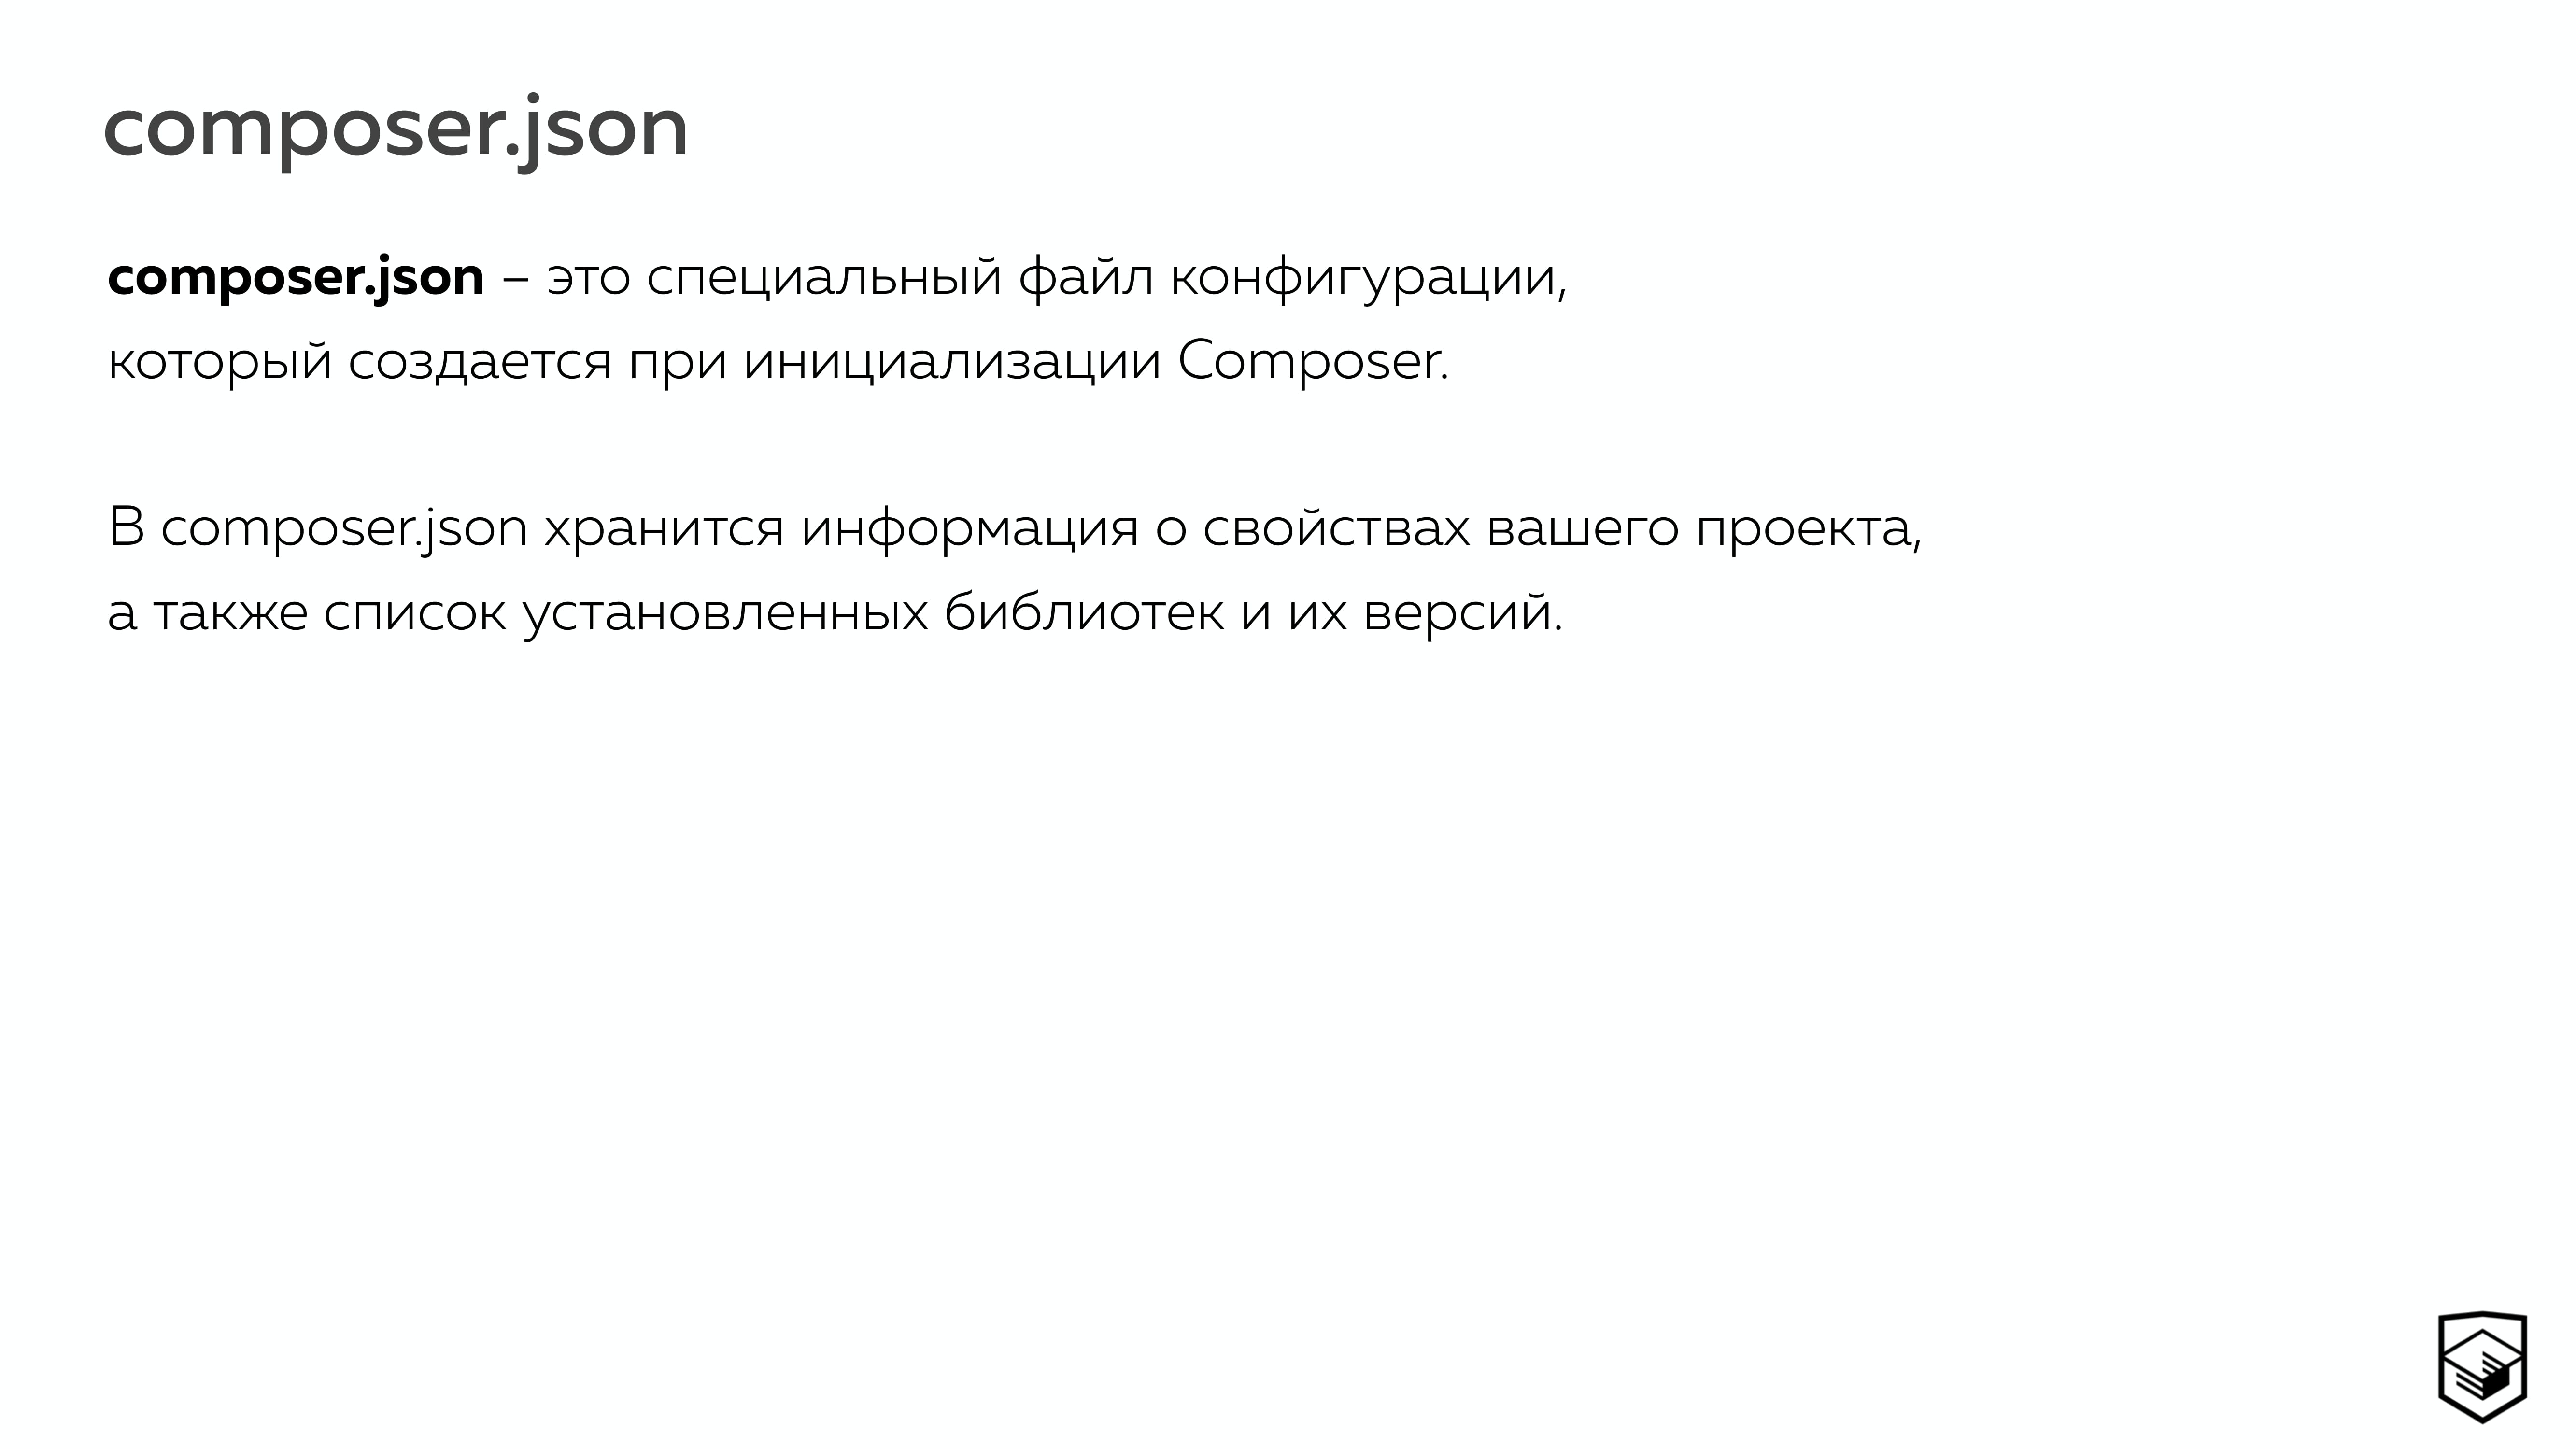 composer.json
composer.json – это специальный файл конфигурации,
который создается при инициализации Composer.
В composer.json хранится информация о свойствах вашего проекта,
а также список установленных библиотек и их версий.